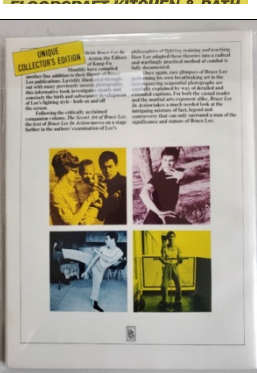 FLOORCRAFT KITCHEN & BATH
UNIQUE
COLLECTOR'S EDITION
With Bruce Lee In
Action, the Editors
of Kung Fu
Monthly have compiled
another fine addition to their library of Bruce
Lee publications. Lavishly illustrated throughout
out with many previously-unseen photographs,
this informative book investigates clearly and
concisely the birth and subsequent development
of Lee's fighting style - both on and off
the screen.
Following the critically acclaimed
companion volume, The Secret Art of Bruce Lee,
the text of Bruce Lee In Action moves on a stage
further in the authors' examination of Lee's
philosophies of fighting, training and teaching.
How Lee adapted these theories into a radical
and startlingly practical method of combat is
fully documented.
Once again, rare glimpses of Bruce Lee
performing his own breathtaking art in the
accompanying sequential photographs are
carefully explained by way of detailed and
extended captions. For both the casual reader
and the martial arts exponent alike, Bruce Lee
In Action takes a much needed look at the
intriguing mixture of fact, legend and
controversy that can only surround a man of the
significance and stature of Bruce Lee.